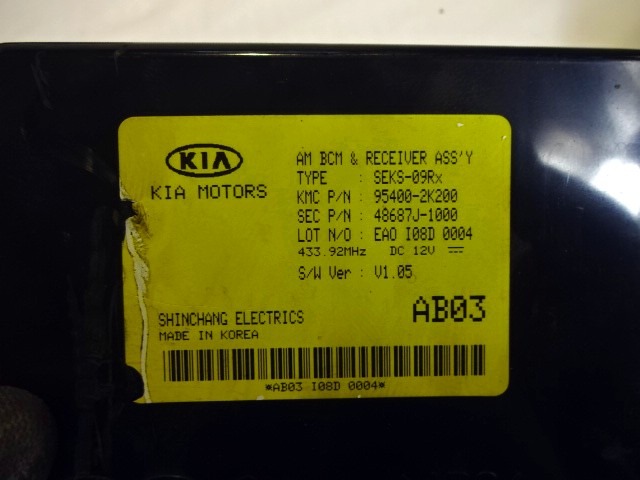 KIA
KIA MOTORS
AM BCM & RECEIVER ASS'Y
TYPE : SEKS-09Rx
KMC P/N : 95400-2K200
SEC P/N : 48687J-1000
LOT N/O : EAO I08D 0004
433.92MHz DC 12V
S/W Ver : V1.05
SHINCHANG ELECTRICS
MADE IN KOREA
AB03
*AB03 I08D 0004*